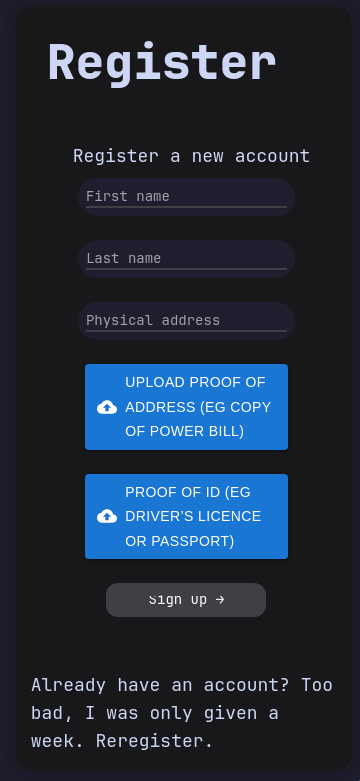 Register
Register a new account
First name
Last name
Physical address
UPLOAD PROOF OF
ADDRESS (EG COPY
OF POWER BILL)
PROOF OF ID (EG
DRIVER'S LICENCE
OR PASSPORT)
Sign up →
Already have an account? Too
bad, I was only given a
week. Reregister.